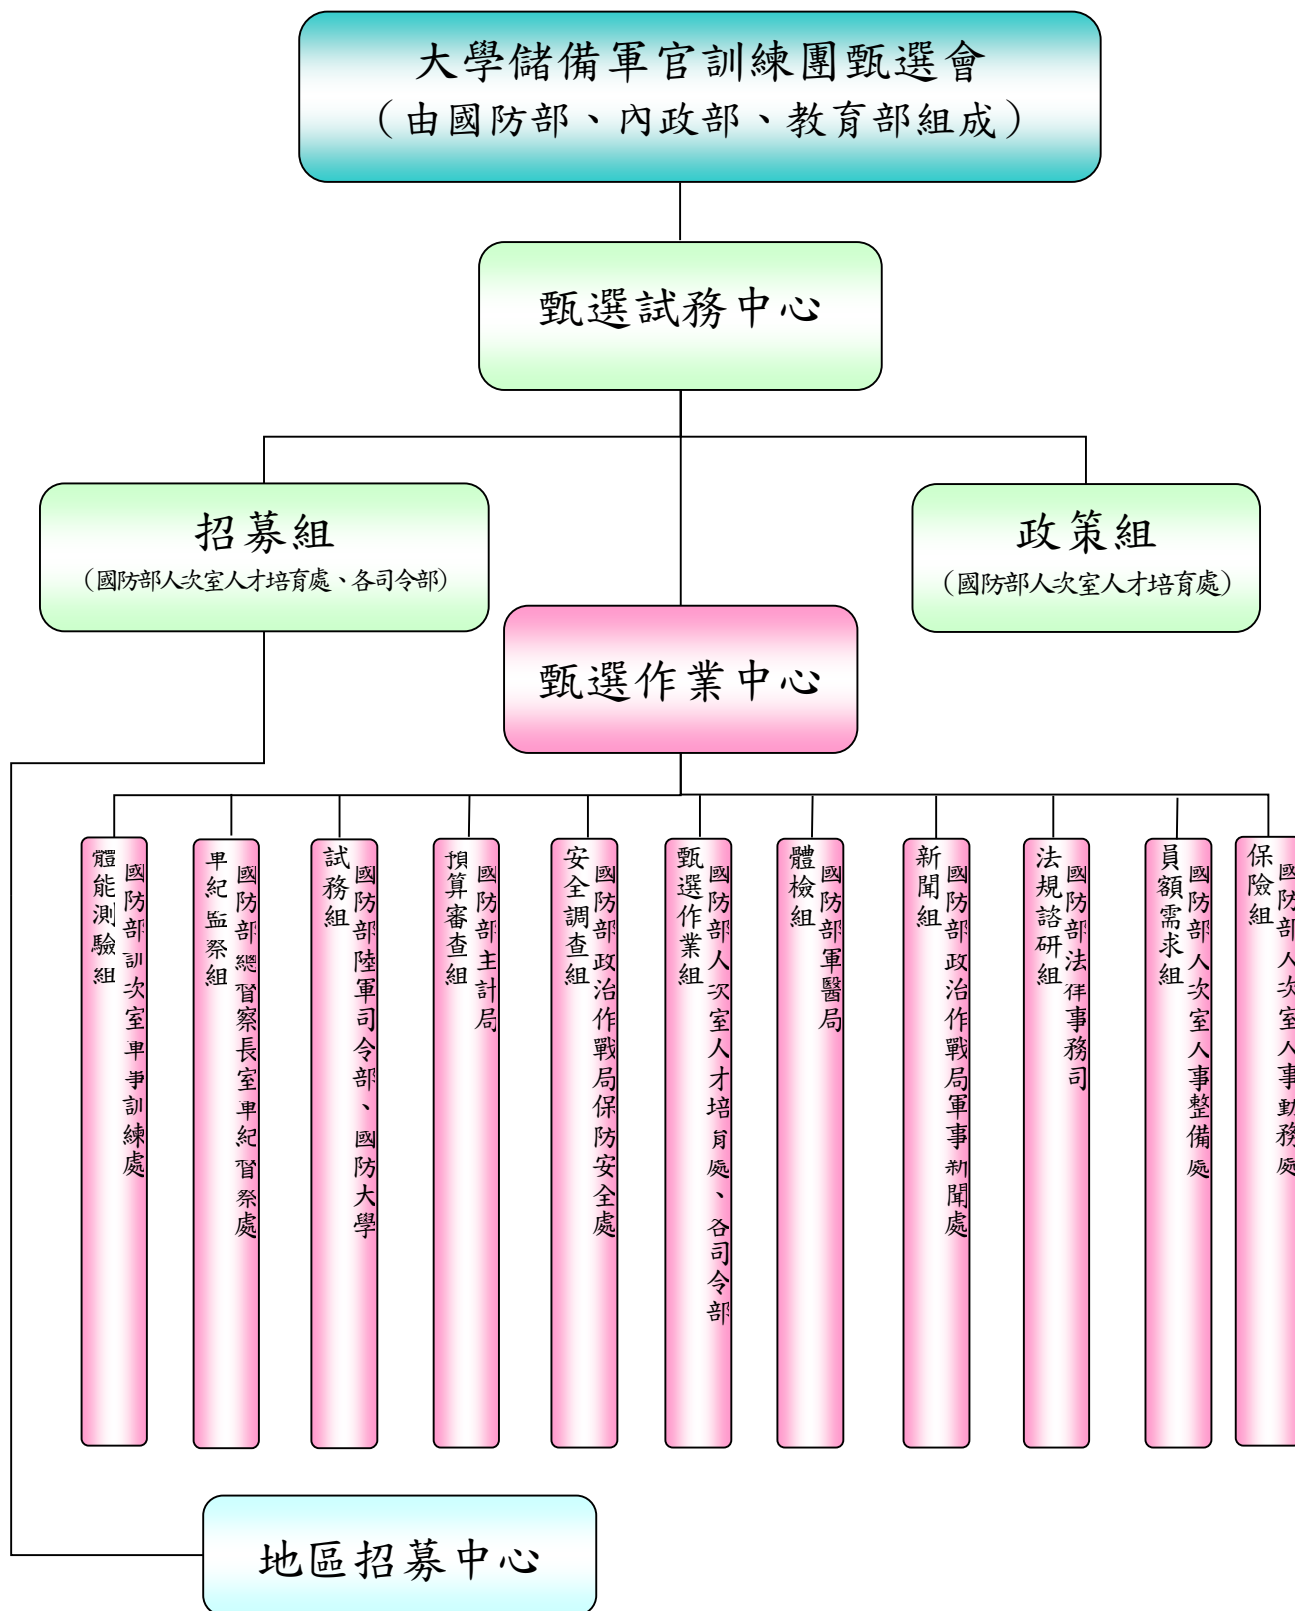 大學儲備軍官訓練團甄選會
（由國防部、內政部、教育部組成）
甄選試務中心
招募組
（國防部人次室人才培育處、各司令部）
政策組
（國防部人次室人才培育處）
甄選作業中心
體能測驗組
國防部訓次室軍事訓練處
軍紀監察組
國防部總督察長室軍紀督察處
試務組
國防部陸軍司令部、國防大學
預算審查組
國防部主計局
安全調查組
國防部政治作戰局保防安全處
甄選作業組
國防部人次室人才培育處、各司令部
體檢組
國防部軍醫局
新聞組
國防部政治作戰局軍事新聞處
法規諮研組
國防部法律事務司
員額需求組
國防部人次室人事整備處
保險組
國防部人次室人事勤務處
地區招募中心